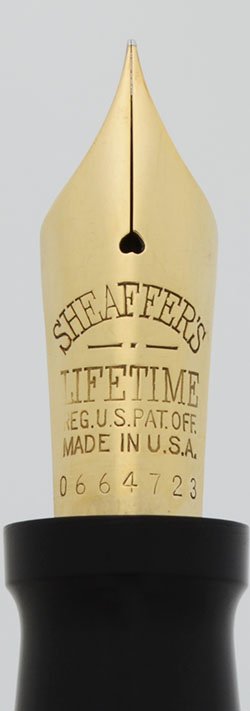 SHEAFFER'S
LIFETIME
REG.U.S.PAT.OFF.
MADE IN U.S.A.
0664723